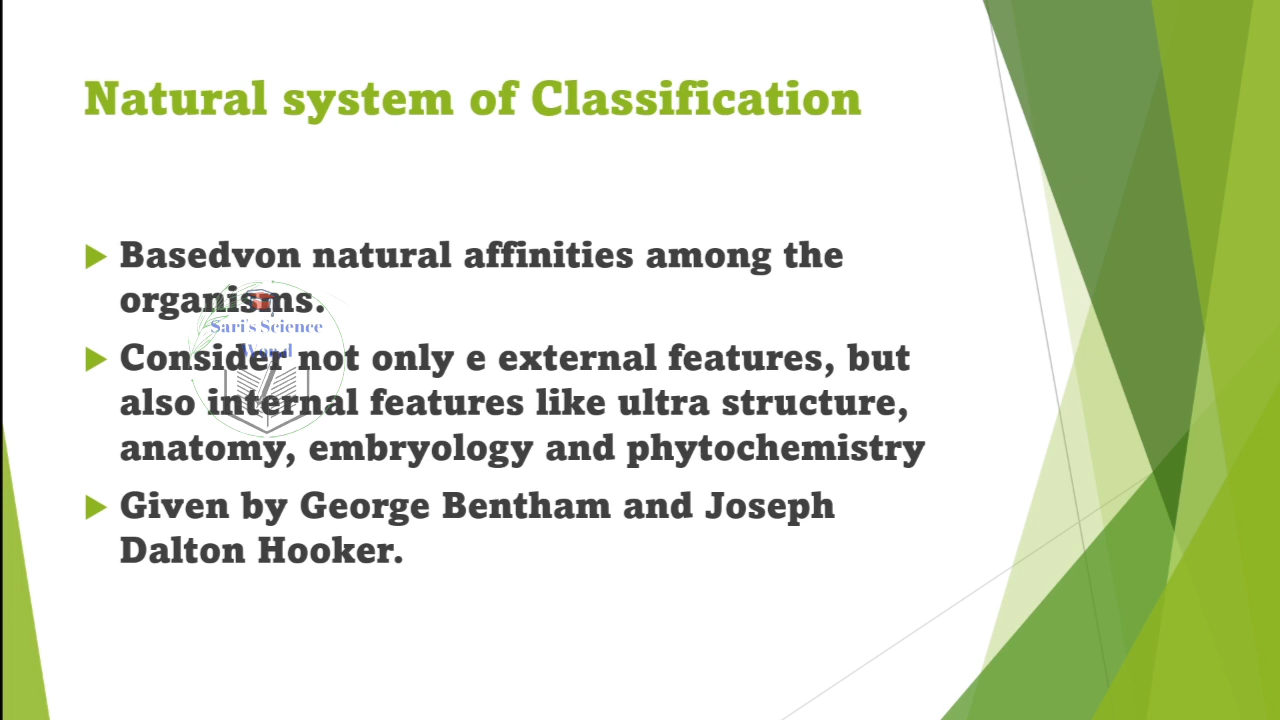 Natural system of Classification
Basedvon natural affinities among the
organisms.
Sari's Science
Consider not only e external features, but
also internal features like ultra structure,
anatomy, embryology and phytochemistry
Given by George Bentham and Joseph
Dalton Hooker.